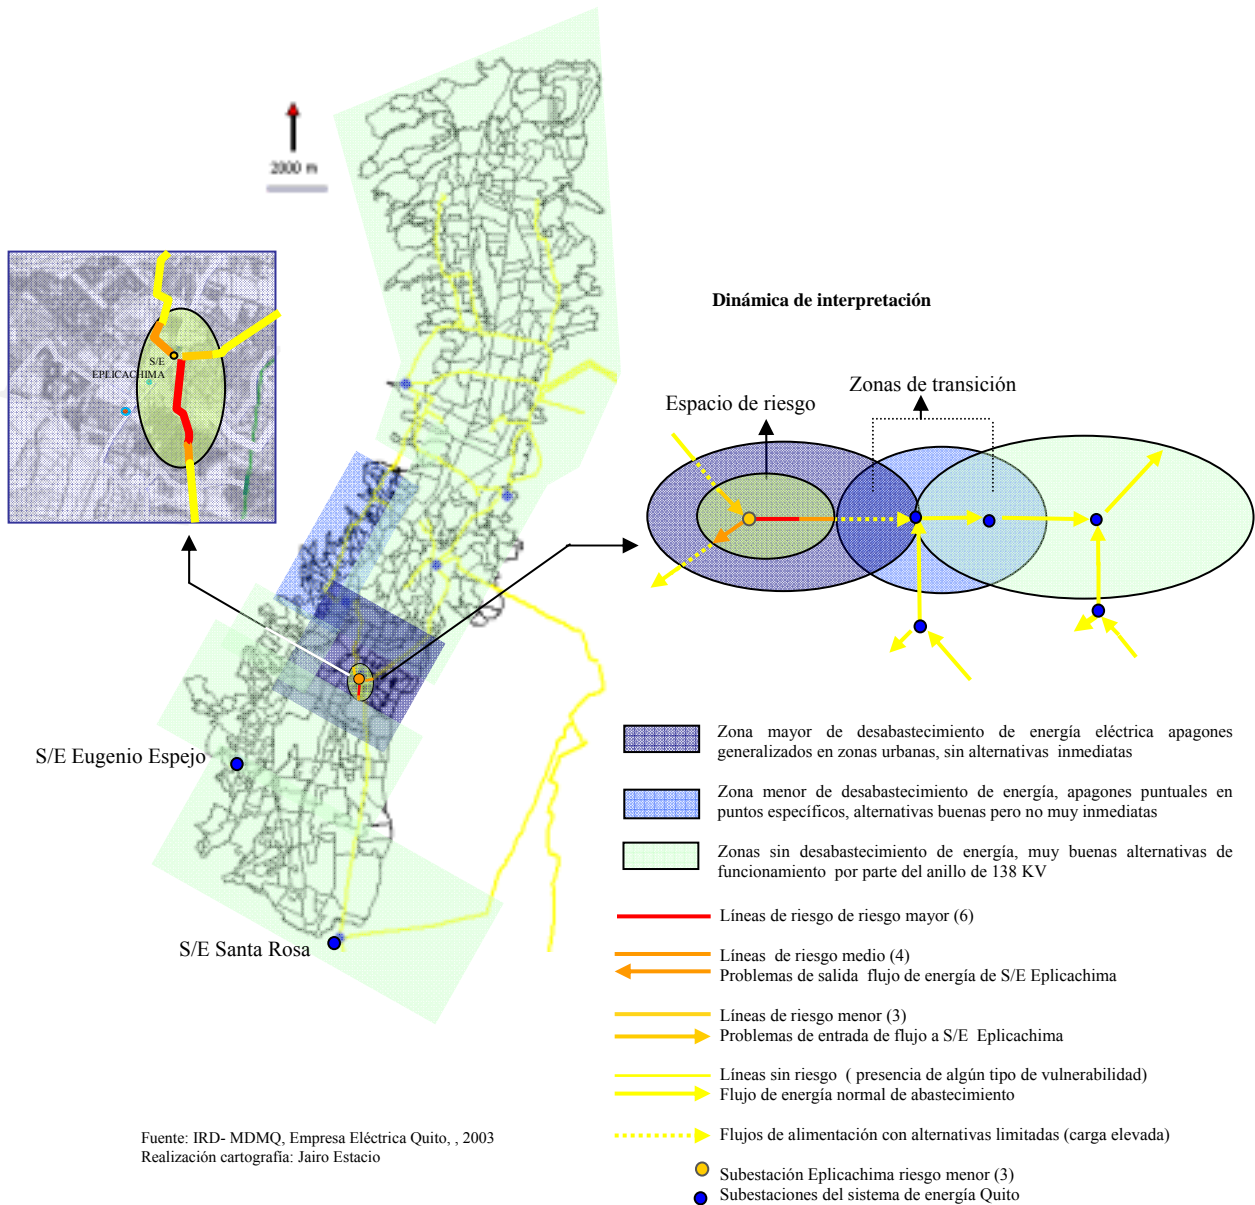 2000 m
S/E
EPLICACHIMA
Dinámica de interpretación
Zonas de transición
Espacio de riesgo
S/E Eugenio Espejo
S/E Santa Rosa
Zona mayor de desabastecimiento de energía eléctrica apagones
generalizados en zonas urbanas, sin alternativas inmediatas
Zona menor de desabastecimiento de energía, apagones puntuales en
puntos específicos, alternativas buenas pero no muy inmediatas
Zonas sin desabastecimiento de energía, muy buenas alternativas de
funcionamiento por parte del anillo de 138 KV
Líneas de riesgo de riesgo mayor (6)
Líneas de riesgo medio (4)
Problemas de salida flujo de energía de S/E Eplicachima
Líneas de riesgo menor (3)
Problemas de entrada de flujo a S/E Eplicachima
Líneas sin riesgo ( presencia de algún tipo de vulnerabilidad)
Flujo de energía normal de abastecimiento
Flujos de alimentación con alternativas limitadas (carga elevada)
Subestación Eplicachima riesgo menor (3)
Subestaciones del sistema de energía Quito
Fuente: IRD- MDMQ, Empresa Eléctrica Quito, , 2003
Realización cartografía: Jairo Estacio